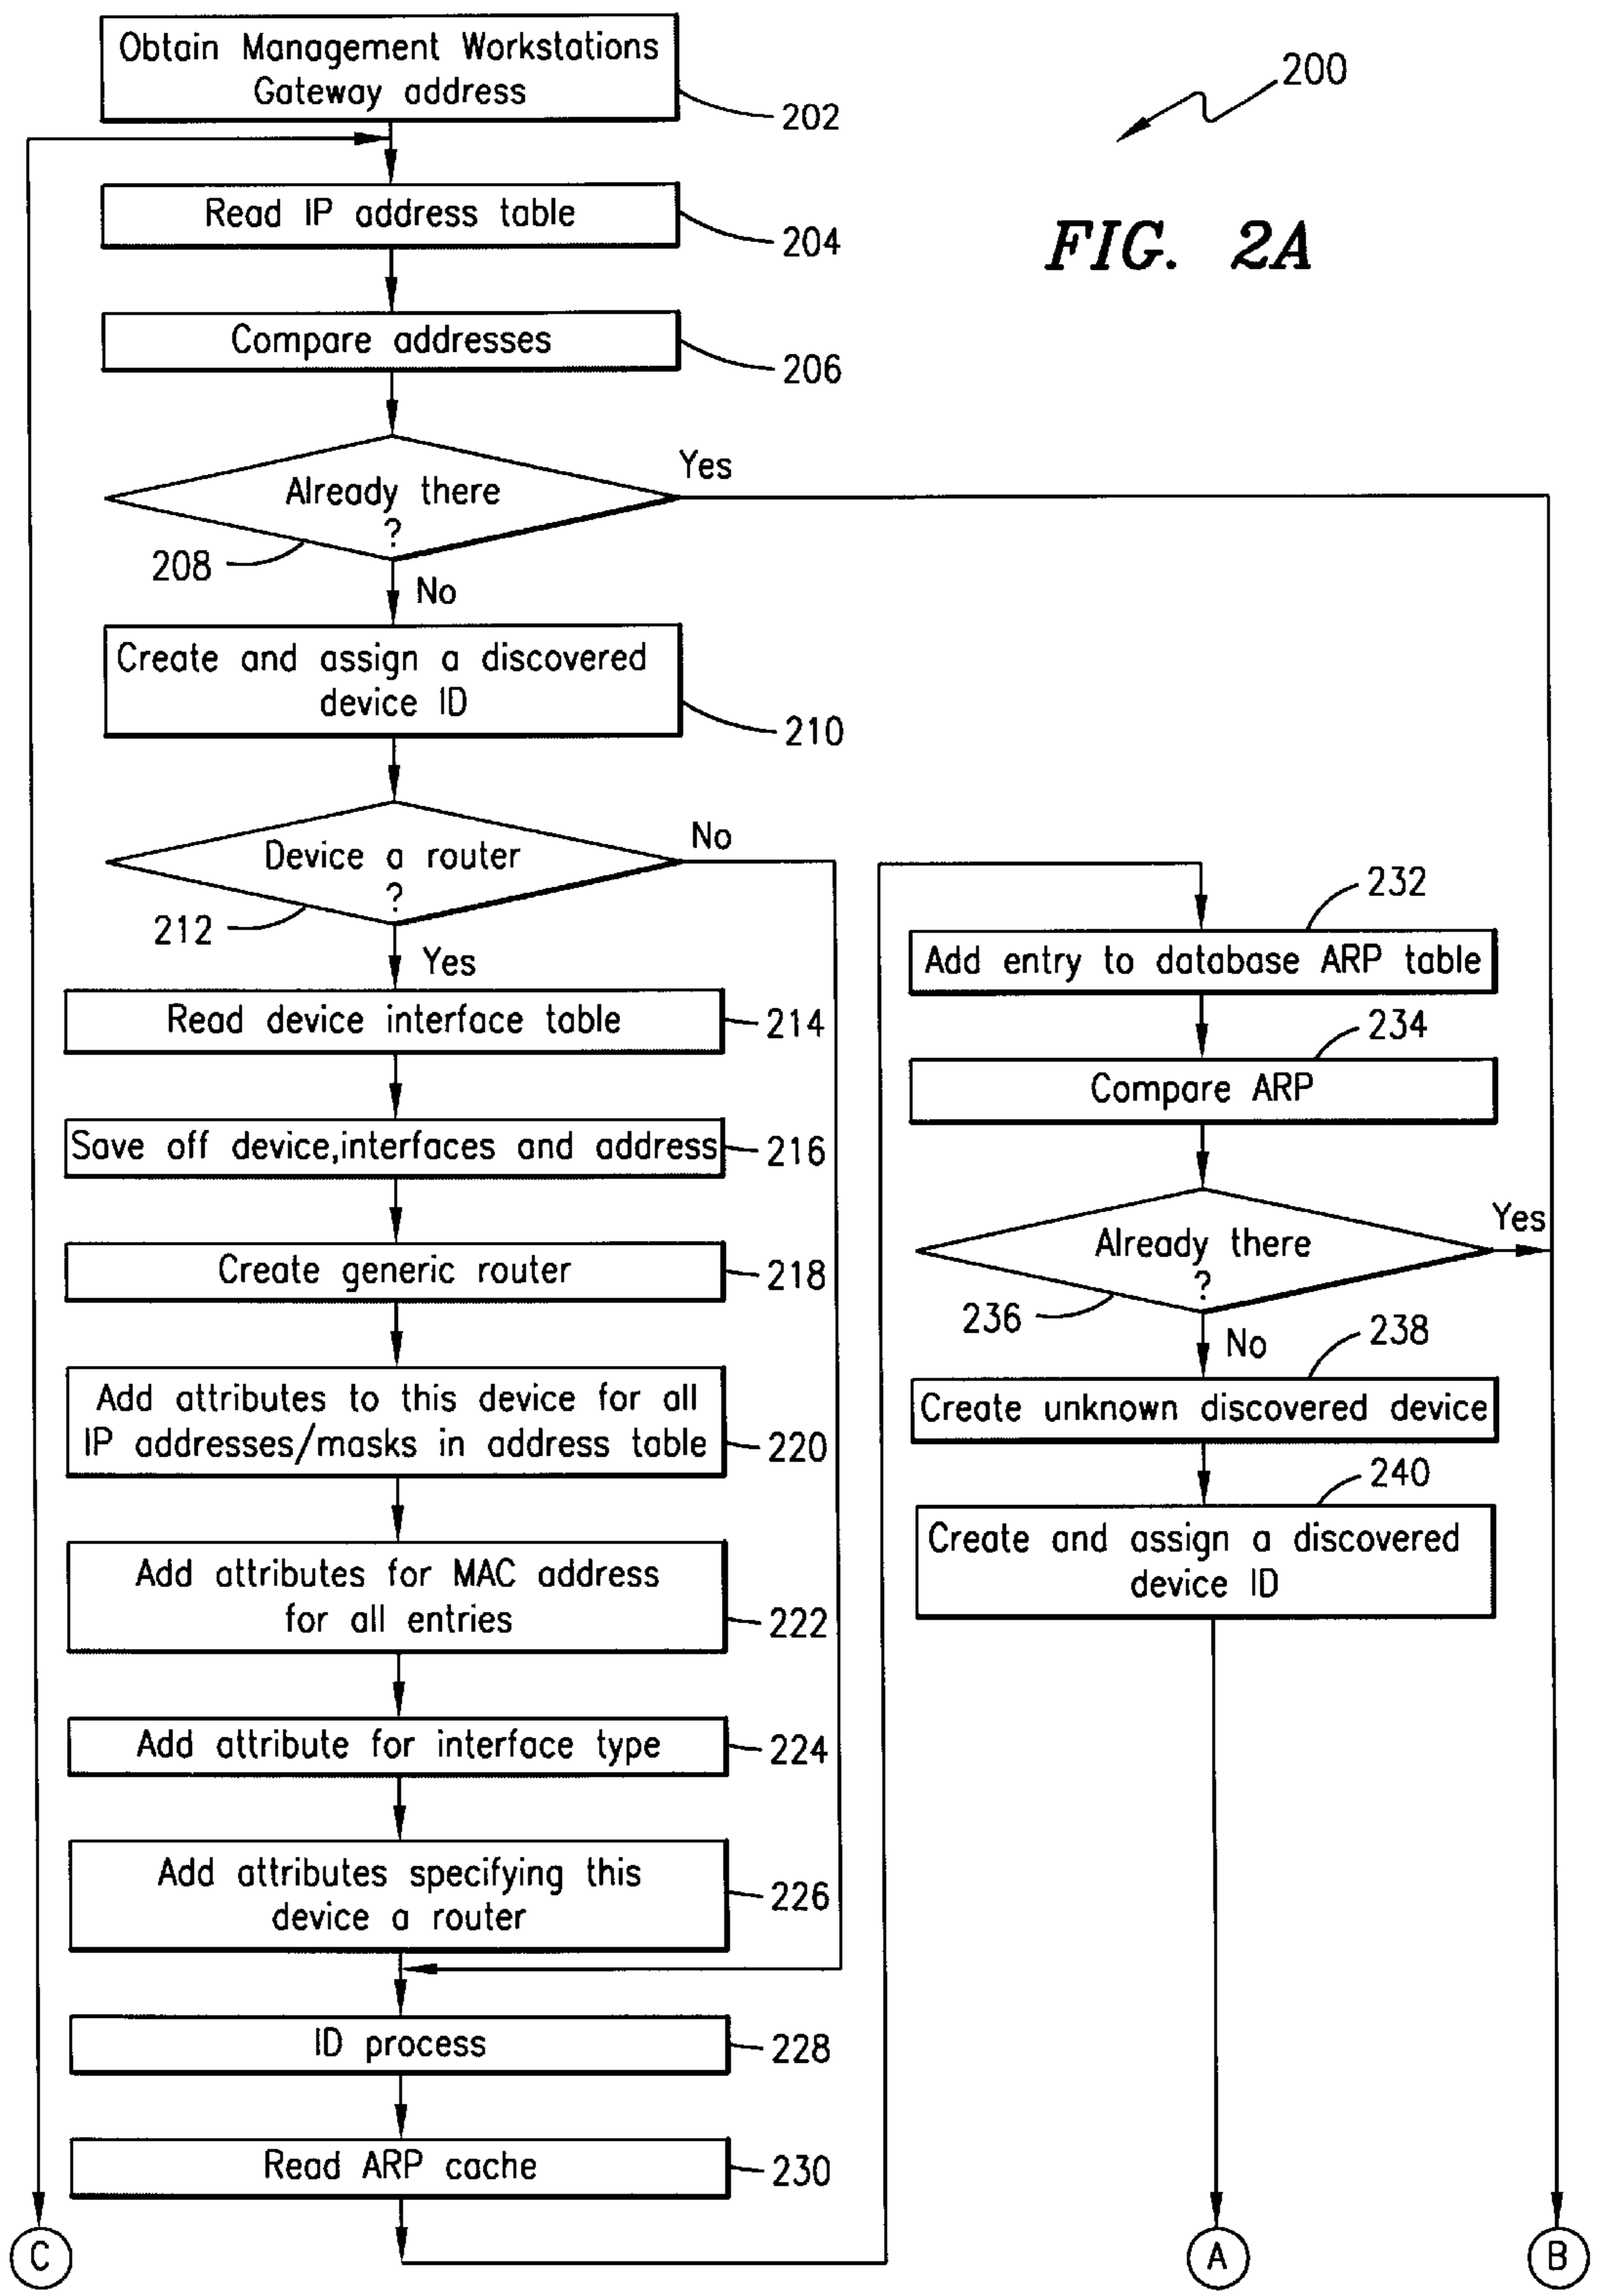 Obtain Management Workstations
Gateway address
202
200
FIG. 2A
Read IP address table
204
Compare addresses
206
Already there
?
Yes
208
No
Create and assign a discovered
device ID
210
Device a router
?
No
212
Yes
Read device interface table
214
Save off device,interfaces and address
216
Create generic router
218
Add attributes to this device for all
IP addresses/masks in address table
220
Add attributes for MAC address
for all entries
222
Add attribute for interface type
224
Add attributes specifying this
device a router
226
ID process
228
Read ARP cache
230
232
Add entry to database ARP table
234
Compare ARP
Already there
?
Yes
236
No
238
Create unknown discovered device
240
Create and assign a discovered
device ID
C
A
B